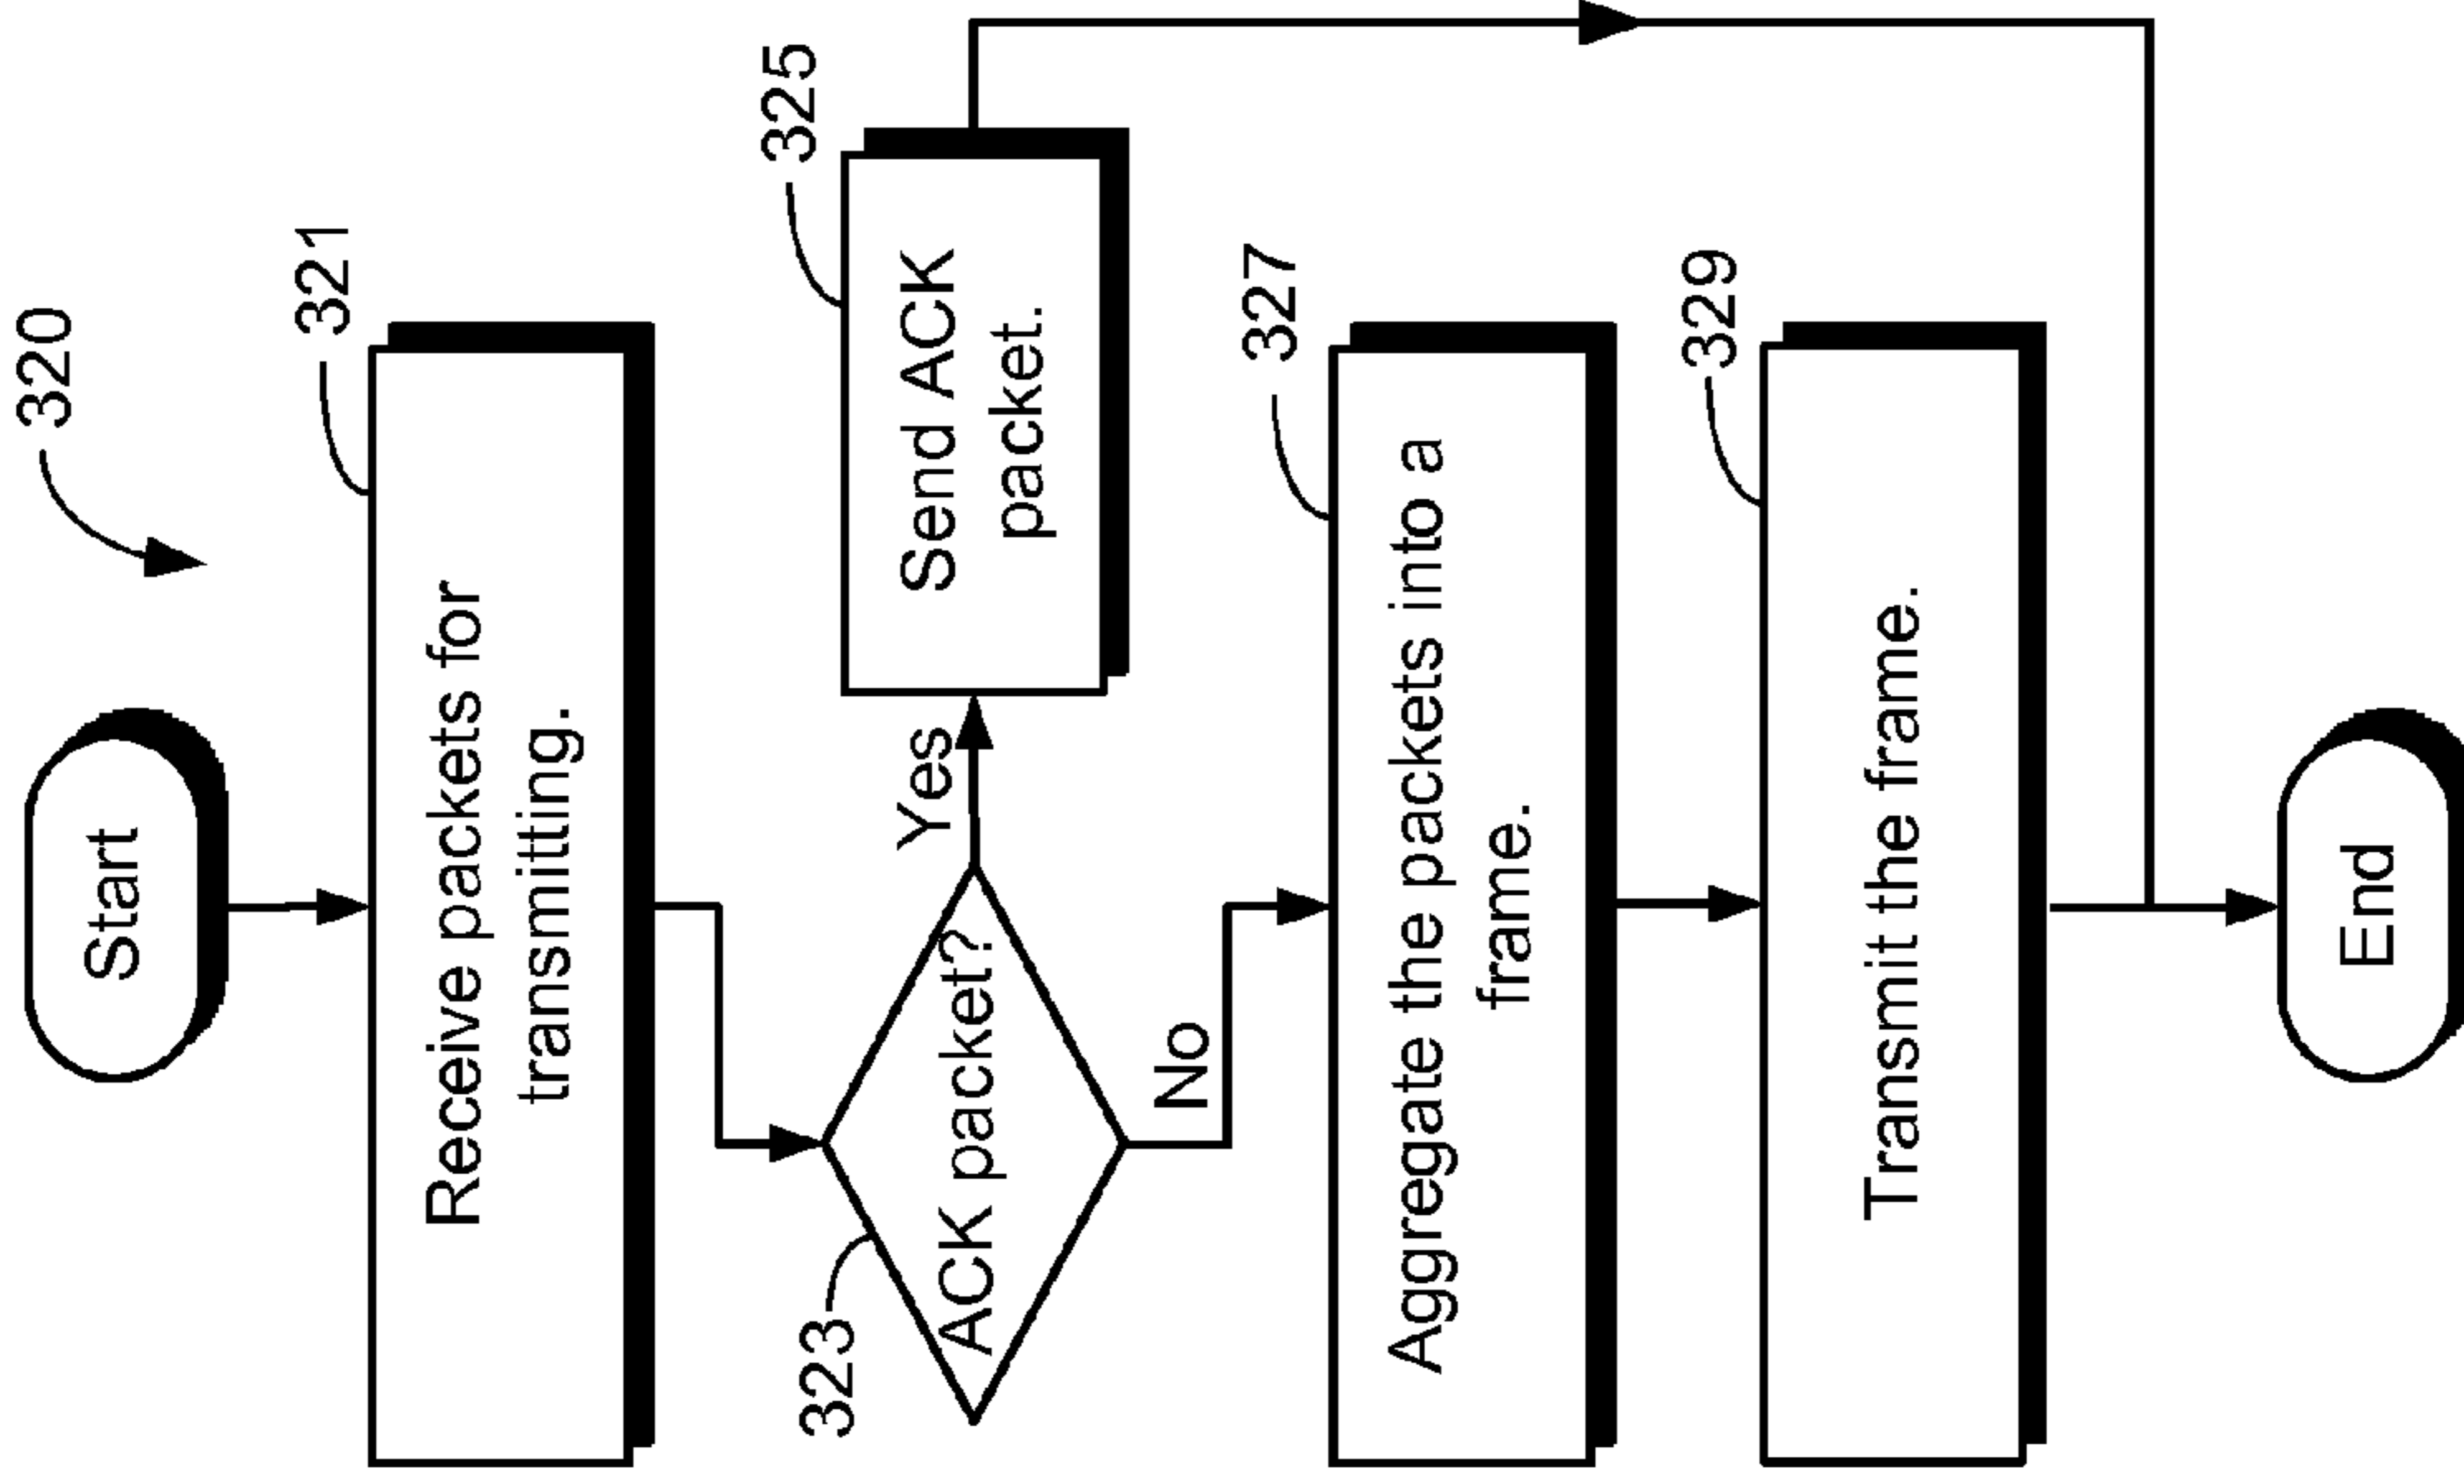 320
Start
321
Receive packets for
transmitting.
323
ACK packet?
Yes
325
Send ACK
packet.
No
327
Aggregate the packets into a
frame.
329
Transmit the frame.
End